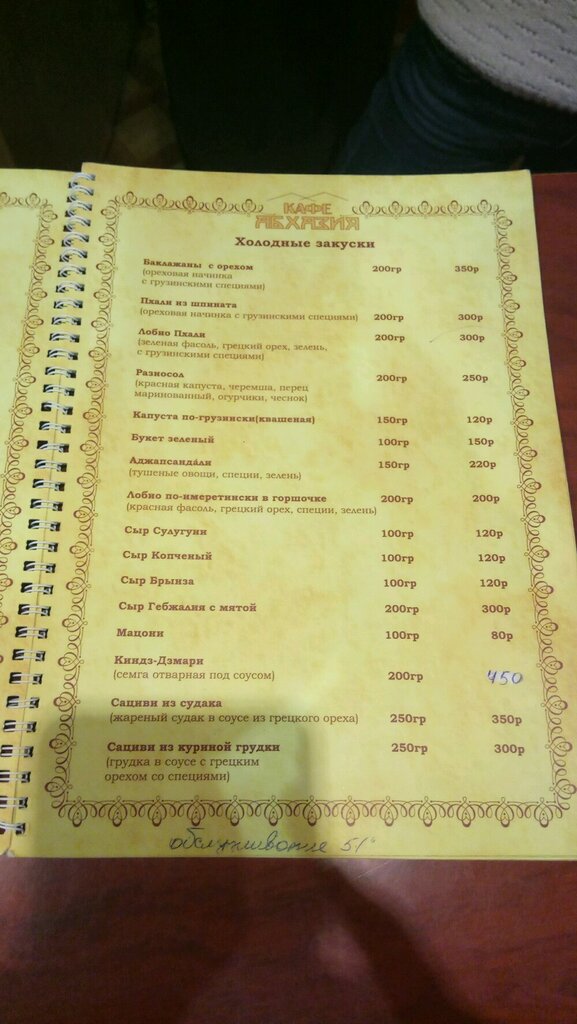 КАФЕ
АБХАЗИЯ
Холодные закуски
Баклажаны с орехом 200гр 350р
(ореховая начинка
с грузинскими специями)
Пхали из шпината
(ореховая начинка с грузинскими специями) 200гр 300р
Лобио Пхали 200гр 300р
(зеленая фасоль, грецкий орех, зелень,
с грузинскими специями)
Разносол 200гр 250р
(красная капуста, черемша, перец
маринованный, огурчики, чеснок)
Капуста по-грузински(квашеная) 150гр 120р
Букет зеленый 100гр 150р
Аджапсандáли 150гр 220р
(тушеные овощи, специи, зелень)
Лобио по-имеретински в горшочке 200гр 200р
(красная фасоль, грецкий орех, специи, зелень)
Сыр Сулугуни 100гр 120р
Сыр Копченый 100гр 120р
Сыр Брынза 100гр 120р
Сыр Гебжалия с мятой 200гр 300р
Мацони 100гр 80р
Киндз-Дзмари
(семга отварная под соусом) 200гр 450
Сациви из судака
(жареный судак в соусе из грецкого ореха) 250гр 350р
Сациви из куриной грудки 250гр 300р
(грудка в соусе с грецким
орехом со специями)
обслуживание